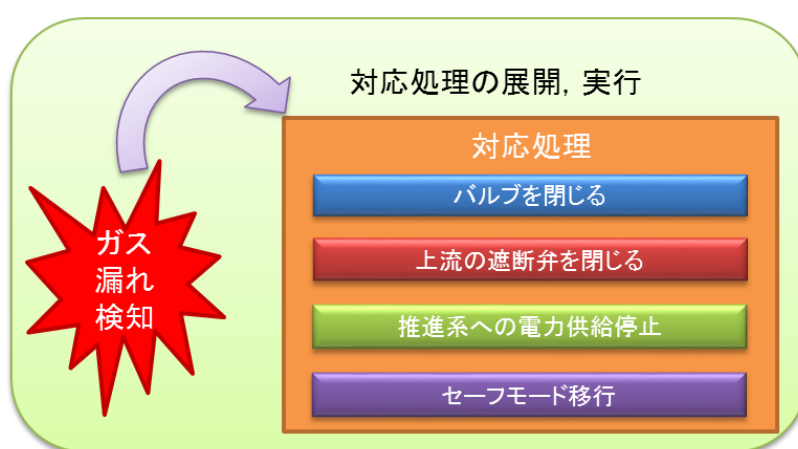 対応処理の展開, 実行
対応処理
バルブを閉じる
上流の遮断弁を閉じる
推進系への電力供給停止
セーフモード移行
ガス
漏れ
検知